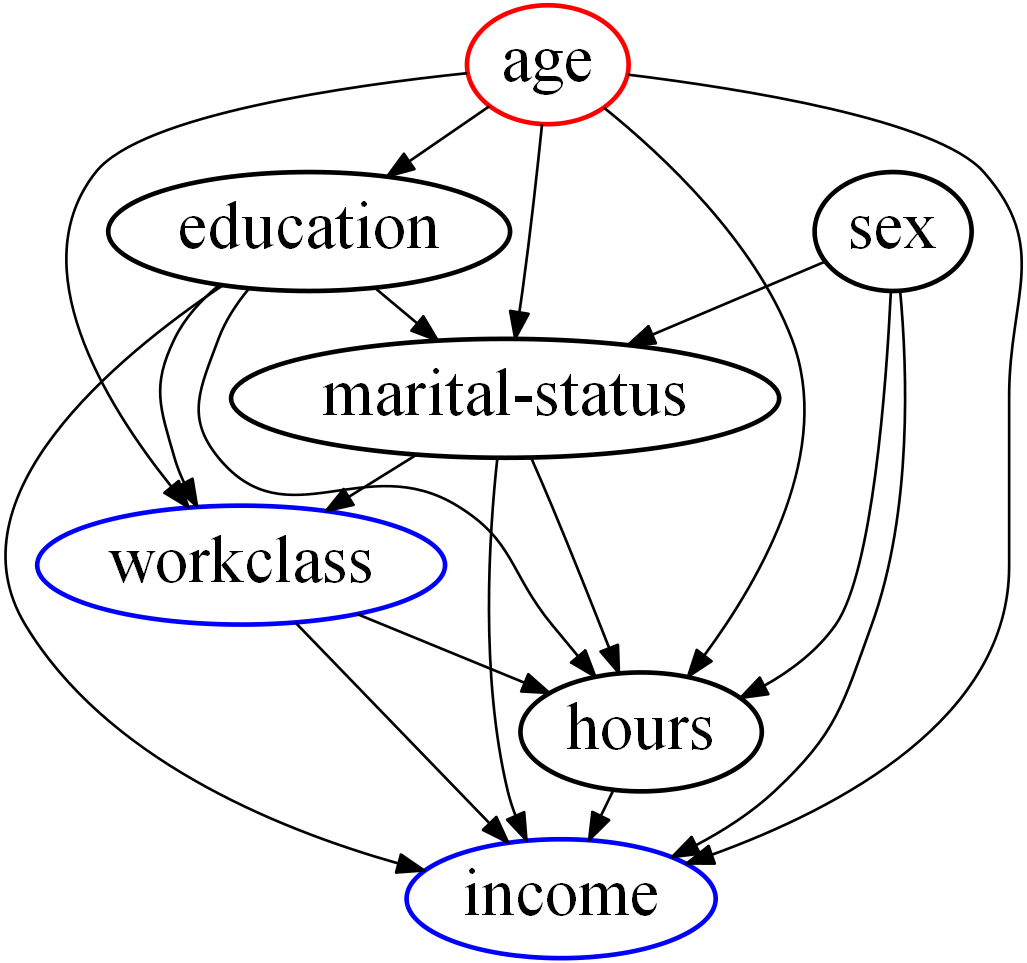 age
education
sex
marital-status
workclass
hours
income